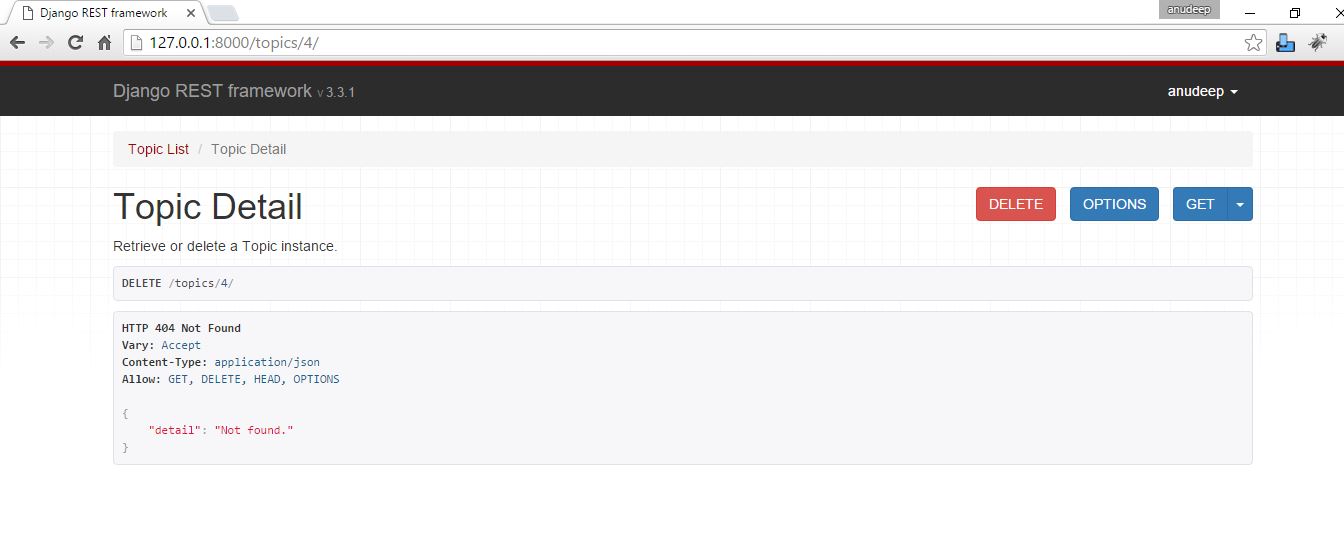 Django REST framework
anudeep
127.0.0.1:8000/topics/4/
Django REST framework v 3.3.1
anudeep
Topic List / Topic Detail
Topic Detail
DELETE
OPTIONS
GET
Retrieve or delete a Topic instance.
DELETE /topics/4/
HTTP 404 Not Found
Vary: Accept
Content-Type: application/json
Allow: GET, DELETE, HEAD, OPTIONS
{
"detail": "Not found."
}